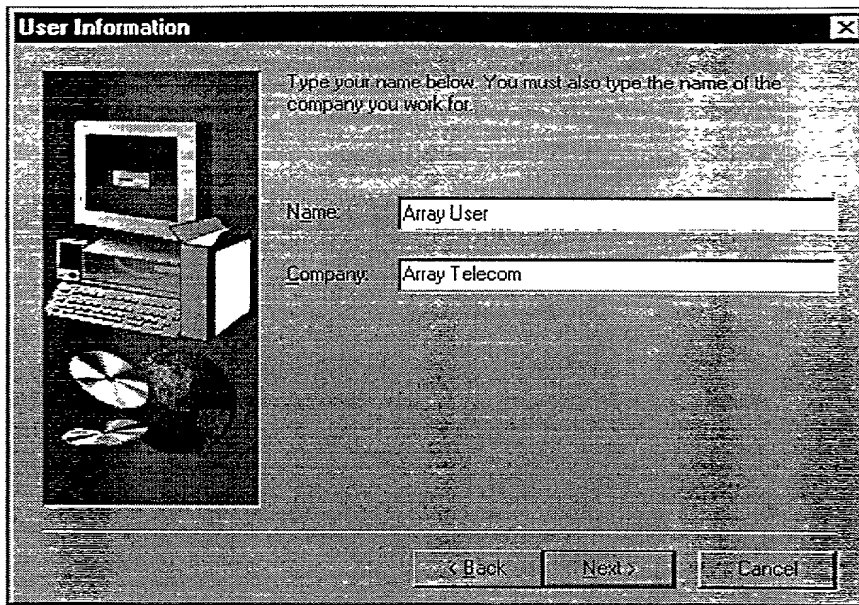 User Information
Type your name below. You must also type the name of the
company you work for.
Name: Array User
Company: Array Telecom
< Back Next > Cancel